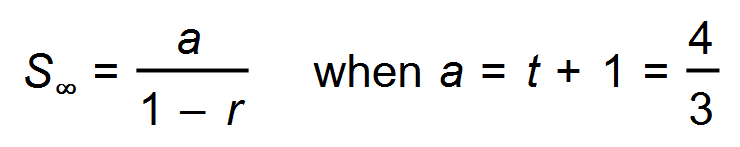 S∞ = a / 1 – r when a = t + 1 = 4 / 3